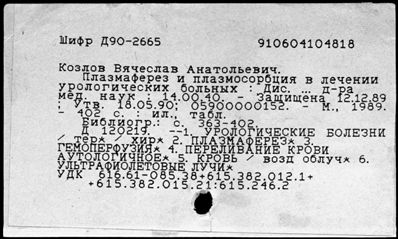 Шифр Д90-2665 910604104818
Козлов Вячеслав Анатольевич.
Плазмаферез и плазмосорбция в лечении
урологических больных : Дис. ... д-ра
мед. наук : 14.00.40. - Защищена 12.12.89
; Утв. 18.05.90; 05900000152. - М., 1989.
- 402 с. : ил., табл.
Библиогр.: с. 363-402
Д 120219. --1. УРОЛОГИЧЕСКИЕ БОЛЕЗНИ
/ тер* / хир* 2. ПЛАЗМАФЕРЕЗ* 3.
ГЕМОПЕРФУЗИЯ* 4. ПЕРЕЛИВАНИЕ КРОВИ
АУТОЛОГИЧНОЕ* 5. КРОВЬ / возд облуч* 6.
УЛЬТРАФИОЛЕТОВЫЕ ЛУЧИ*
УДК 616.61-085.38+615.382.012.1+
+615.382.015.21:615.246.2